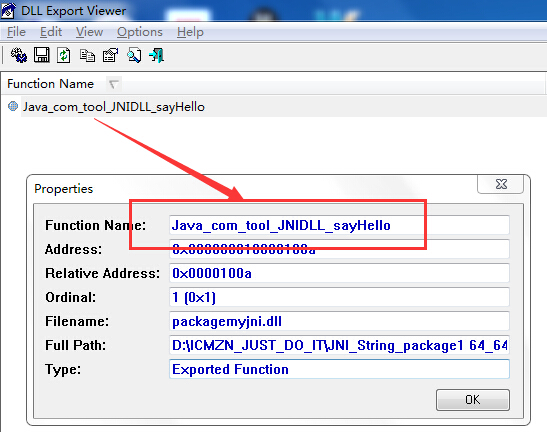 DLL Export Viewer
File Edit View Options Help
Function Name
Java_com_tool_JNIDLL_sayHello
Properties
Function Name: Java_com_tool_JNIDLL_sayHello
Address: 0x000000018000100a
Relative Address: 0x0000100a
Ordinal: 1 (0x1)
Filename: packagemyjni.dll
Full Path: D:\ICMZN_JUST_DO_IT\JNI_String_package1 64_64
Type: Exported Function
OK